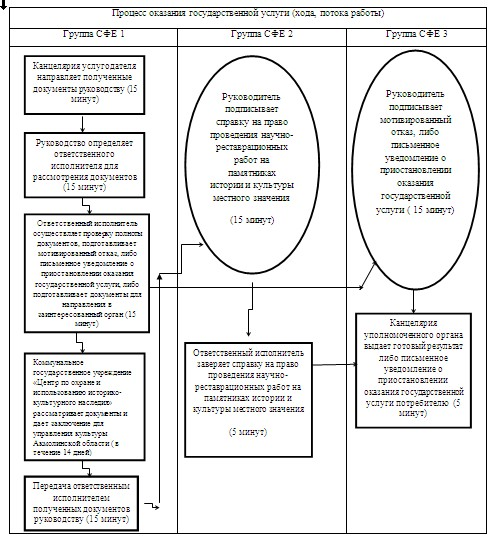 Процесс оказания государственной услуги (хода, потока работы)
Группа СФЕ 1
Группа СФЕ 2
Группа СФЕ 3
Канцелярия услугодателя
направляет полученные
документы руководству (15
минут)
Руководство определяет
ответственного
исполнителя для
рассмотрения документов
(15 минут)
Ответственный исполнитель
осуществляет проверку полноты
документов, подготавливает
мотивированный отказ, либо
письменное уведомление о
приостановлении оказания
государственной услуги, либо
подготавливает документы для
направления в
заинтересованный орган (15
минут)
Коммунальное
государственное учреждение
«Центр по охране и
использованию историко-
культурного наследия»
рассматривает документы и
дает заключение для
управления культуры
Акмолинской области ( в
течение 14 дней)
Передача ответственным
исполнителем
полученных документов
руководству (15 минут)
Руководитель
подписывает
справку на право
проведения научно-
реставрационных
работ на
памятниках
истории и культуры
местного значения
(15 минут)
Ответственный исполнитель
заверяет справку на право
проведения научно-
реставрационных работ на
памятниках истории и
культуры местного значения
(5 минут)
Руководитель
подписывает
мотивированный
отказ, либо
письменное
уведомление о
приостановлении
оказания
государственной
услуги ( 15 минут)
Канцелярия
уполномоченного органа
выдает готовый результат
либо письменное
уведомление о
приостановлении
оказания государственной
услуги потребителю (5
минут)